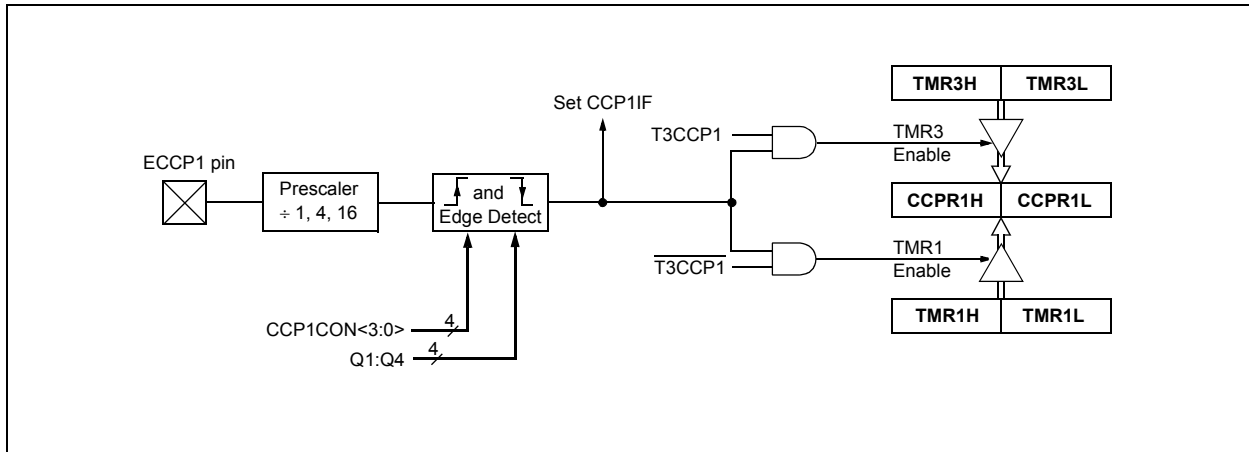 TMR3H TMR3L
Set CCP1IF
T3CCP1
TMR3
Enable
ECCP1 pin
Prescaler
÷ 1, 4, 16
and
Edge Detect
CCPR1H CCPR1L
T3CCP1
TMR1
Enable
TMR1H TMR1L
CCP1CON<3:0>
4
Q1:Q4
4